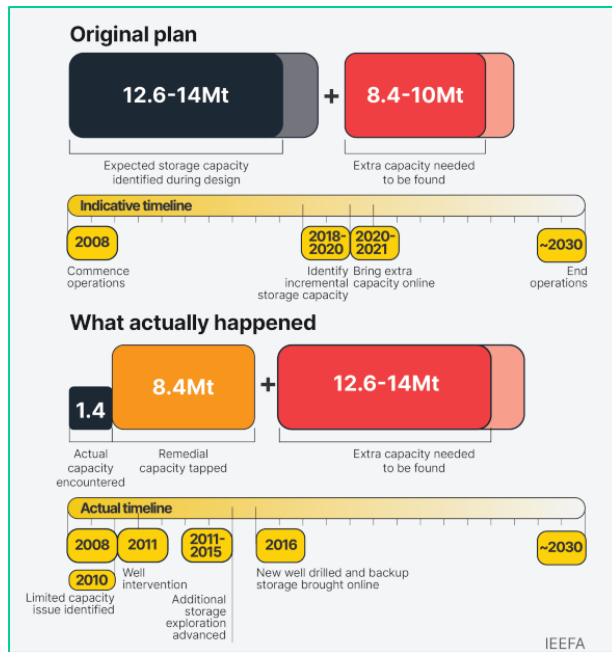 Original plan
12.6-14Mt
+
8.4-10Mt
Expected storage capacity
identified during design
Extra capacity needed
to be found
Indicative timeline
2008
2018-
2020
2020-
2021
~2030
Commence
operations
Identify
incremental
storage capacity
Bring extra
capacity online
End
operations
What actually happened
1.4
8.4Mt
+
12.6-14Mt
Actual
capacity
encountered
Remedial
capacity tapped
Extra capacity needed
to be found
Actual timeline
2008
2011
2011-
2015
2016
~2030
2010
Limited capacity
issue identified
Well
intervention
Additional
storage
exploration
advanced
New well drilled and backup
storage brought online
IEEFA